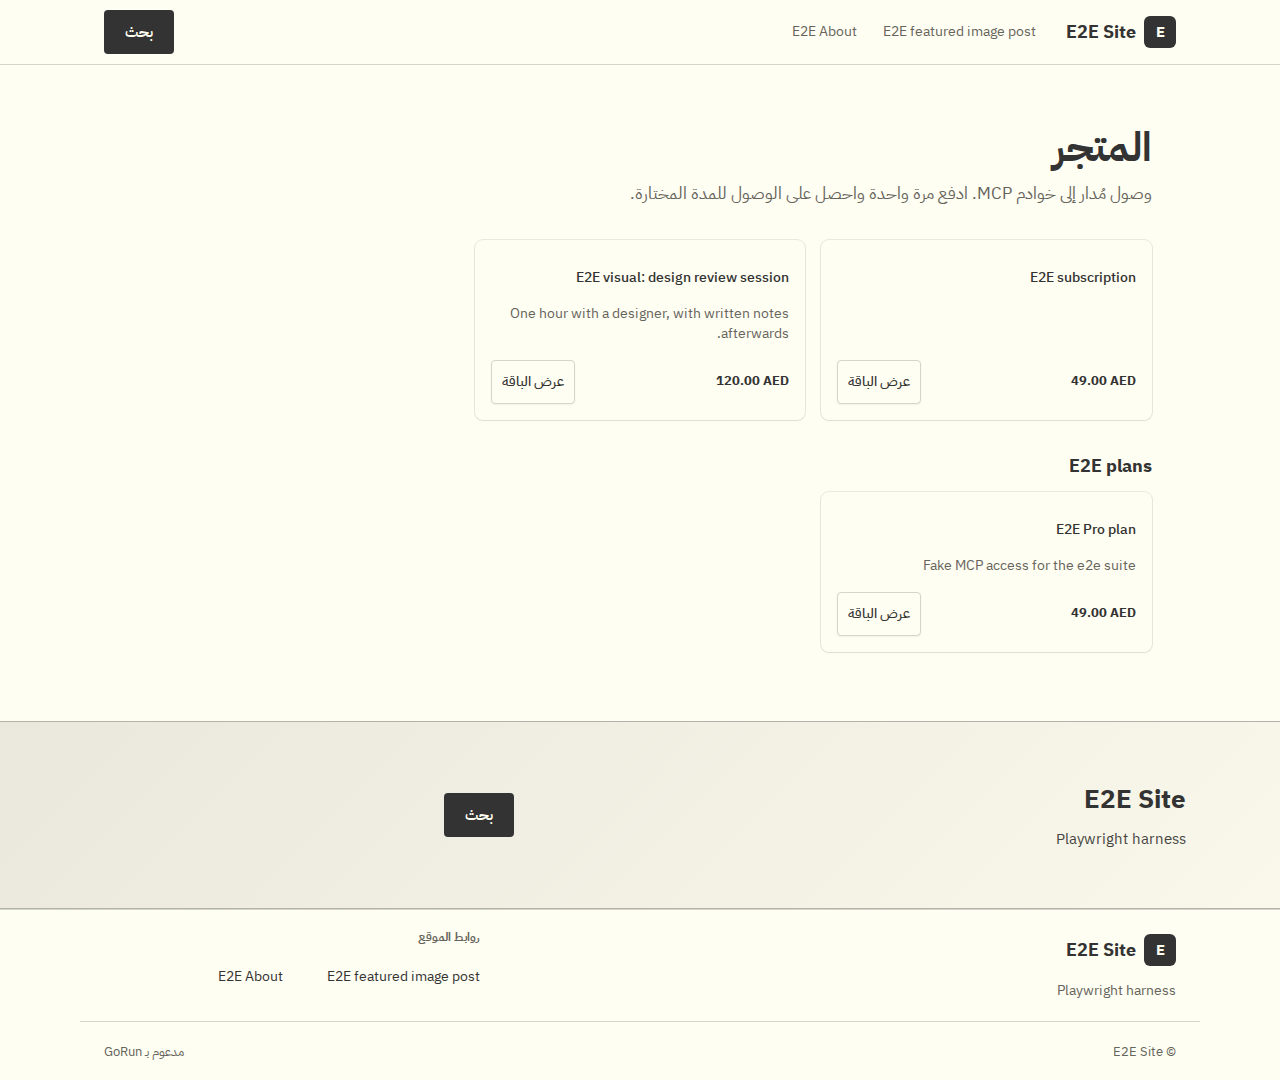 E
E2E Site
E2E featured image post
E2E About
بحث
المتجر
وصول مُدار إلى خوادم MCP. ادفع مرة واحدة واحصل على الوصول للمدة المختارة.
E2E subscription
49.00 AED
عرض الباقة
E2E visual: design review session
One hour with a designer, with written notes
afterwards.
120.00 AED
عرض الباقة
E2E plans
E2E Pro plan
Fake MCP access for the e2e suite
49.00 AED
عرض الباقة
E2E Site
Playwright harness
بحث
E
E2E Site
Playwright harness
روابط الموقع
E2E featured image post
E2E About
© E2E Site
مدعوم بـ GoRun